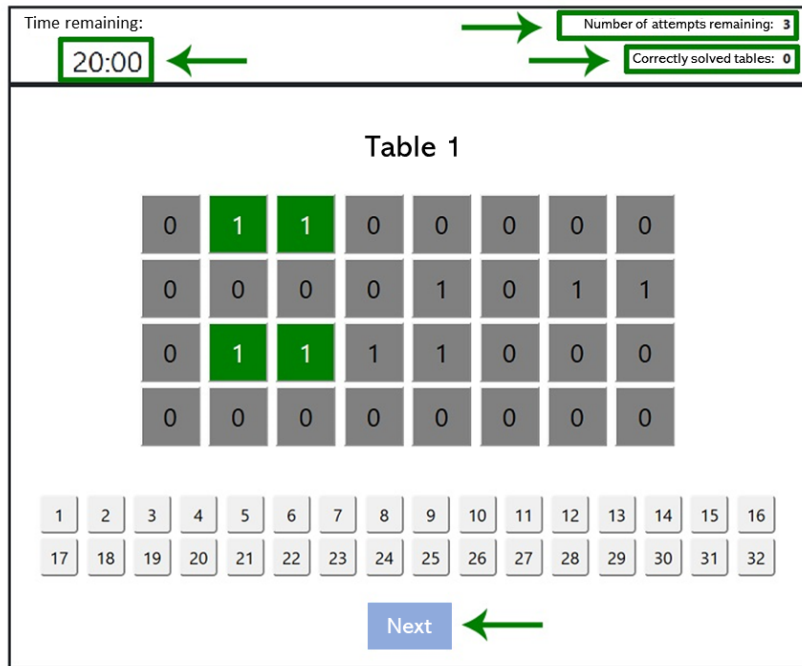 Time remaining:
Number of attempts remaining: 3
20:00
Correctly solved tables: 0
Table 1
0 1 1 0 0 0 0 0
0 0 0 0 1 0 1 1
0 1 1 1 1 0 0 0
0 0 0 0 0 0 0 0
1 2 3 4 5 6 7 8 9 10 11 12 13 14 15 16
17 18 19 20 21 22 23 24 25 26 27 28 29 30 31 32
Next